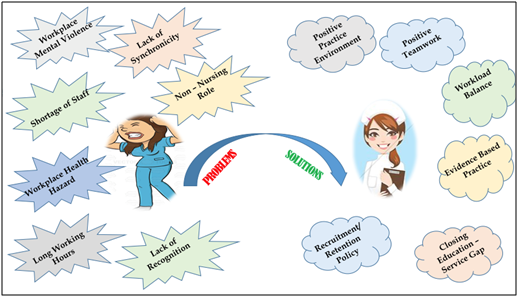 Workplace
Mental Violence
Lack of
Synchronicity
Shortage of Staff
Non – Nursing
Role
Workplace Health
Hazard
Long Working
Hours
Lack of
Recognition
PROBLEMS
SOLUTIONS
Positive
Practice
Environment
Positive
Teamwork
Workload
Balance
Evidence Based
Practice
Recruitment/
Retention
Policy
Closing
Education –
Service Gap